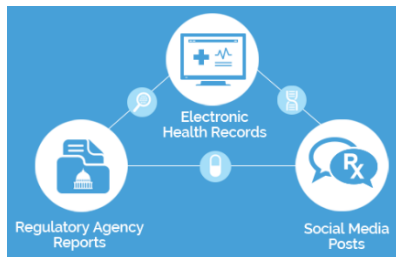 Electronic
Health Records
Rx
Regulatory Agency
Reports
Social Media
Posts